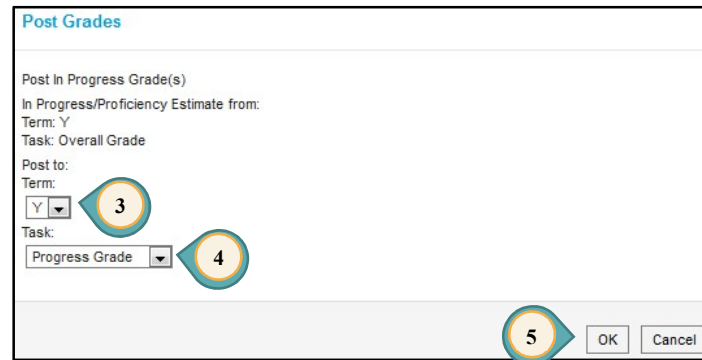 Post Grades
Post In Progress Grade(s)
In Progress/Proficiency Estimate from:
Term: Y
Task: Overall Grade
Post to:
Term:
Y
3
Task:
Progress Grade
4
5
OK
Cancel